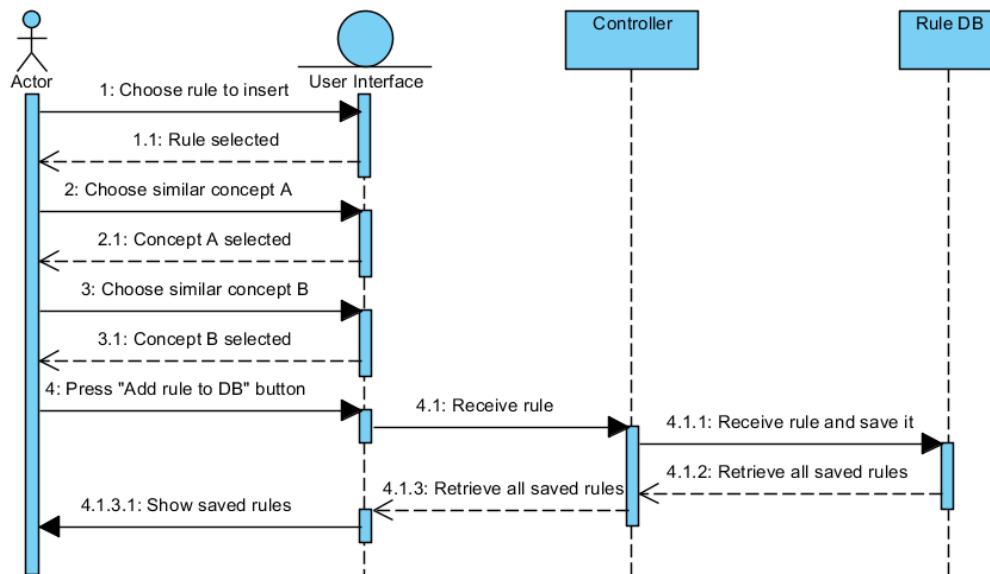 Controller
Rule DB
Actor
User Interface
1: Choose rule to insert
1.1: Rule selected
2: Choose similar concept A
2.1: Concept A selected
3: Choose similar concept B
3.1: Concept B selected
4: Press "Add rule to DB" button
4.1: Receive rule
4.1.1: Receive rule and save it
4.1.2: Retrieve all saved rules
4.1.3: Retrieve all saved rules
4.1.3.1: Show saved rules